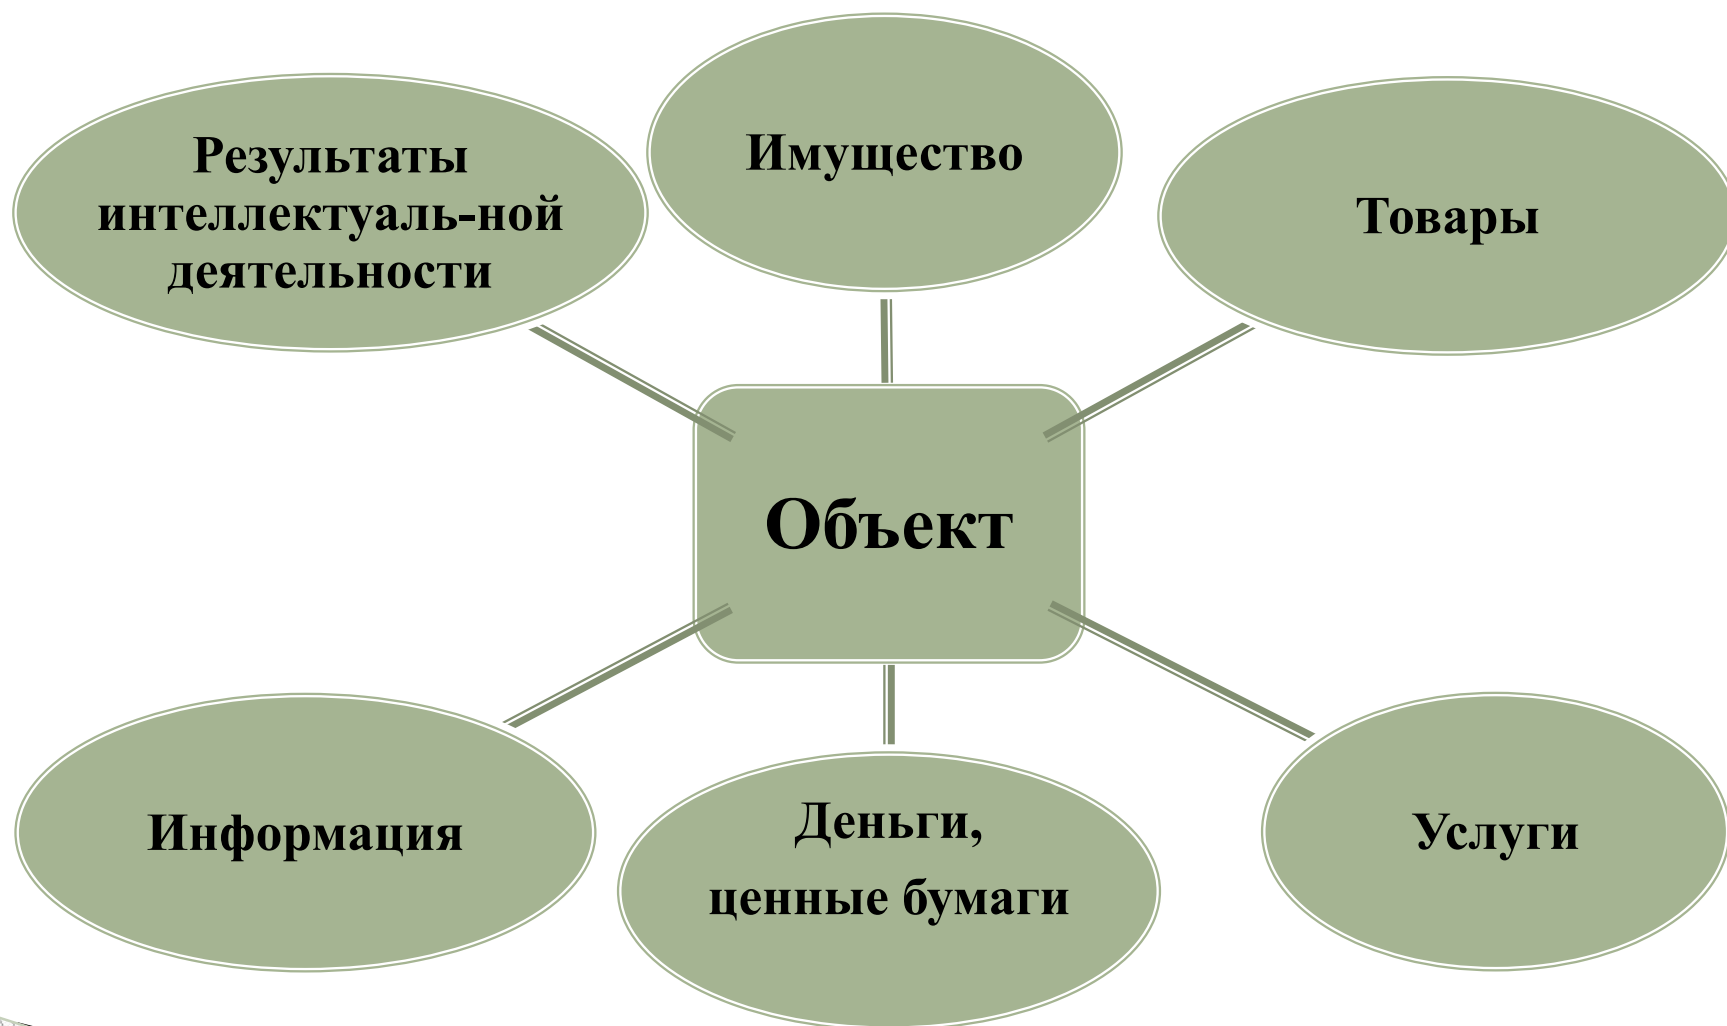 Имущество
Результаты
интеллектуаль-ной
деятельности
Товары
Объект
Информация
Деньги,
ценные бумаги
Услуги